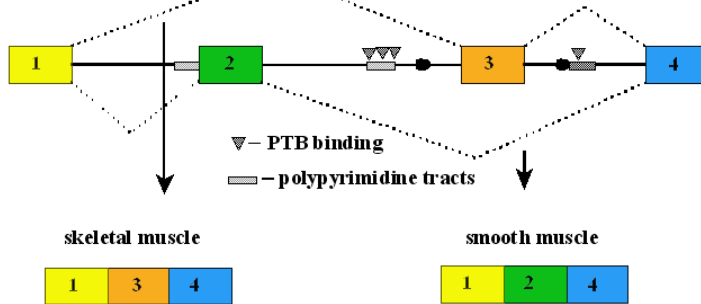 1 2 3 4
– PTB binding
– polypyrimidine tracts
skeletal muscle smooth muscle
1 3 4 1 2 4